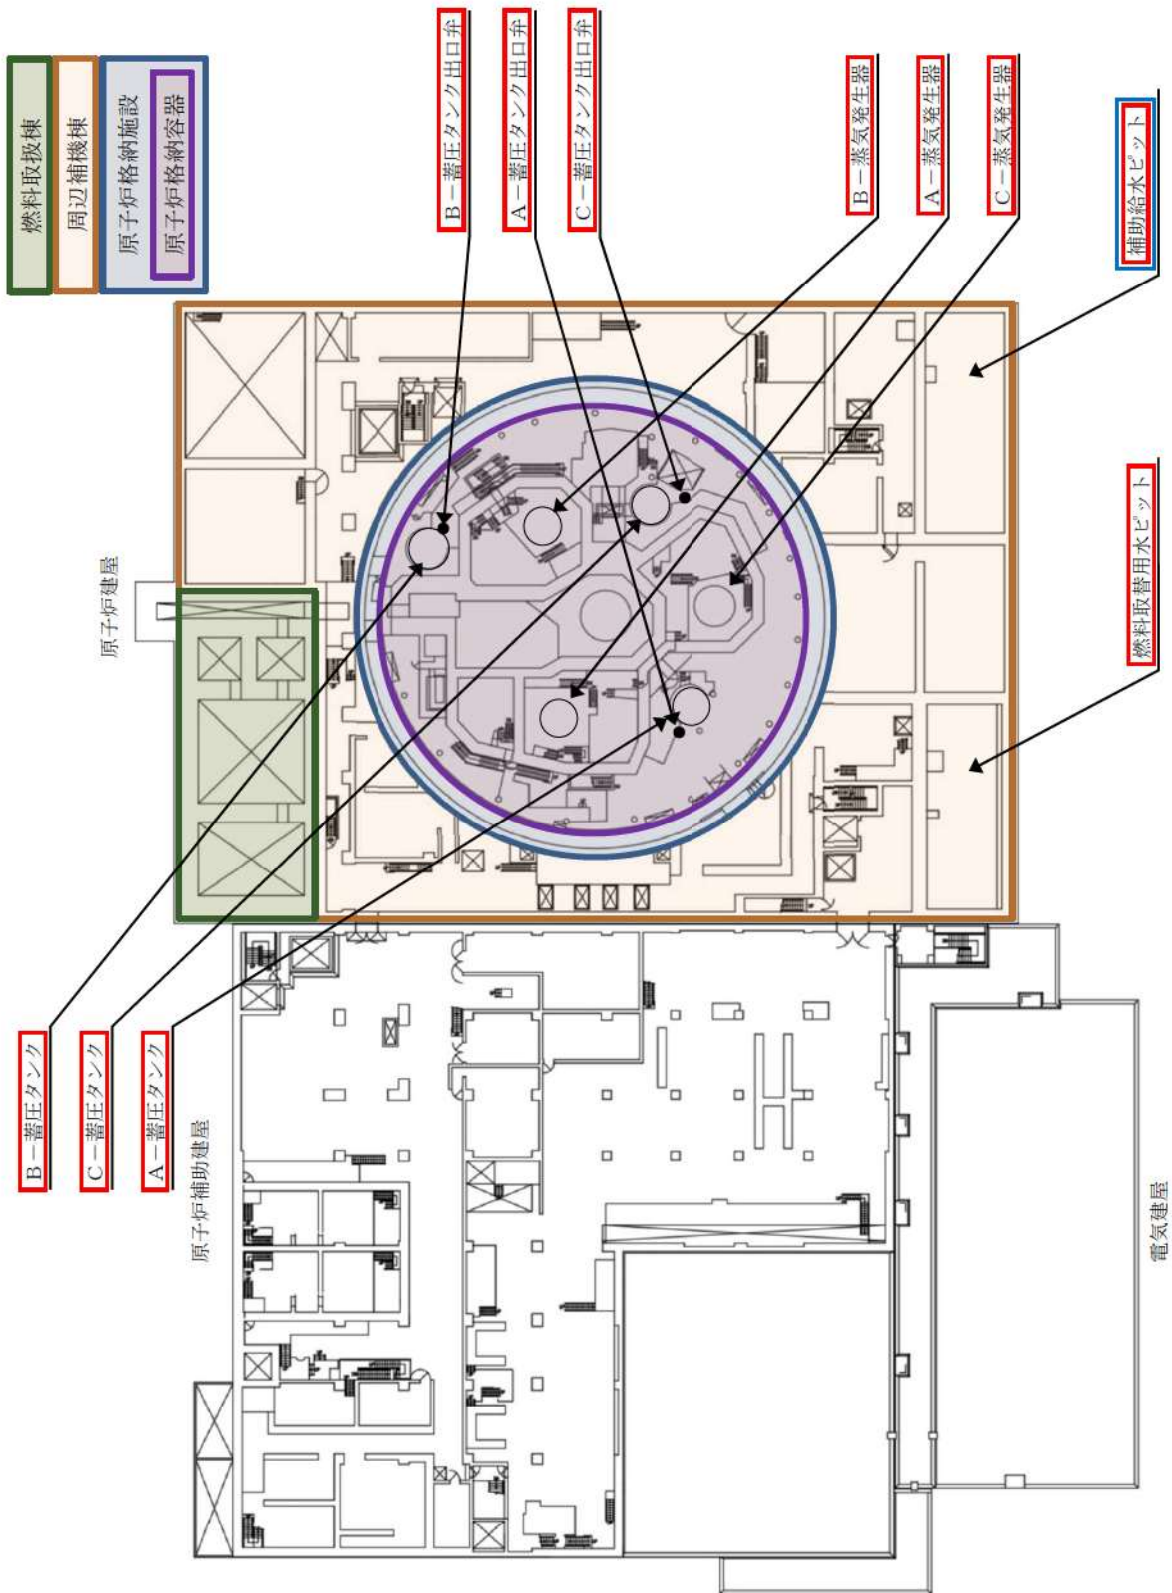 燃料取扱棟
周辺補機棟
原子炉格納施設
原子炉格納容器
B－蓄圧タンク出口弁
A－蓄圧タンク出口弁
C－蓄圧タンク出口弁
B－蒸気発生器
A－蒸気発生器
C－蒸気発生器
補助給水ピット
燃料取替用水ピット
原子炉建屋
B－蓄圧タンク
C－蓄圧タンク
A－蓄圧タンク
原子炉補助建屋
電気建屋